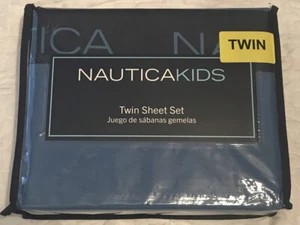 TICA
NA
TWIN
NAUTICAKIDS
Twin Sheet Set
Juego de sábanas gemelas